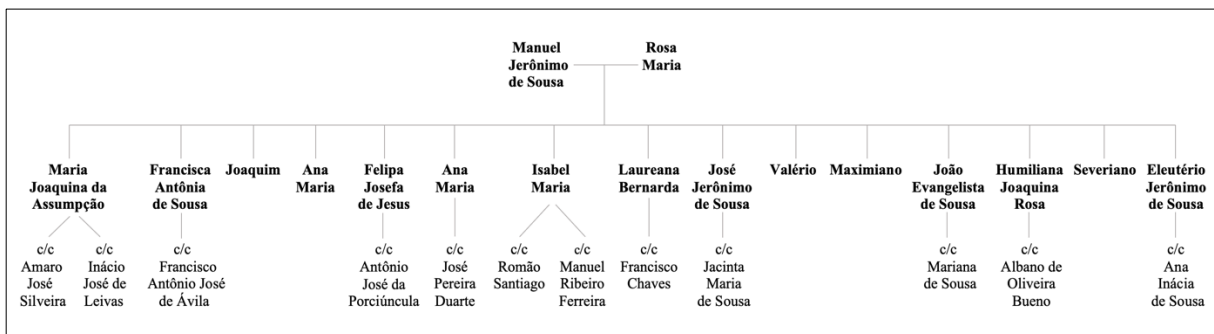 Manuel
Jerônimo
de Sousa
Rosa
Maria
Maria
Joaquina da
Assumpção
Francisca
Antônia
de Sousa
Joaquim
Ana
Maria
Felipa
Josefa
de Jesus
Ana
Maria
Isabel
Maria
Laureana
Bernarda
José
Jerônimo
de Sousa
Valério
Maximiano
João
Evangelista
de Sousa
Humiliana
Joaquina
Rosa
Severiano
Eleutério
Jerônimo
de Sousa
c/c
Amaro
José
Silveira
c/c
Inácio
José de
Leivas
c/c
Francisco
Antônio José
de Ávila
c/c
Antônio
José da
Porciúncula
c/c
José
Pereira
Duarte
c/c
Romão
Santiago
c/c
Manuel
Ribeiro
Ferreira
c/c
Francisco
Chaves
c/c
Jacinta
Maria
de Sousa
c/c
Mariana
de Sousa
c/c
Albano de
Oliveira
Bueno
c/c
Ana
Inácia
de Sousa